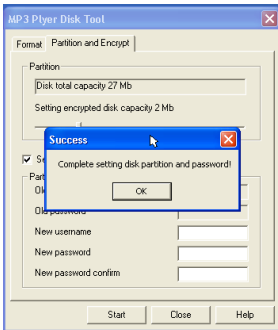 MP3 Plyer Disk Tool
Format Partition and Encrypt
Partition
Disk total capacity 27 Mb
Setting encrypted disk capacity 2 Mb
Success
Complete setting disk partition and password!
OK
Old password
New username
New password
New password confirm
Start Close Help